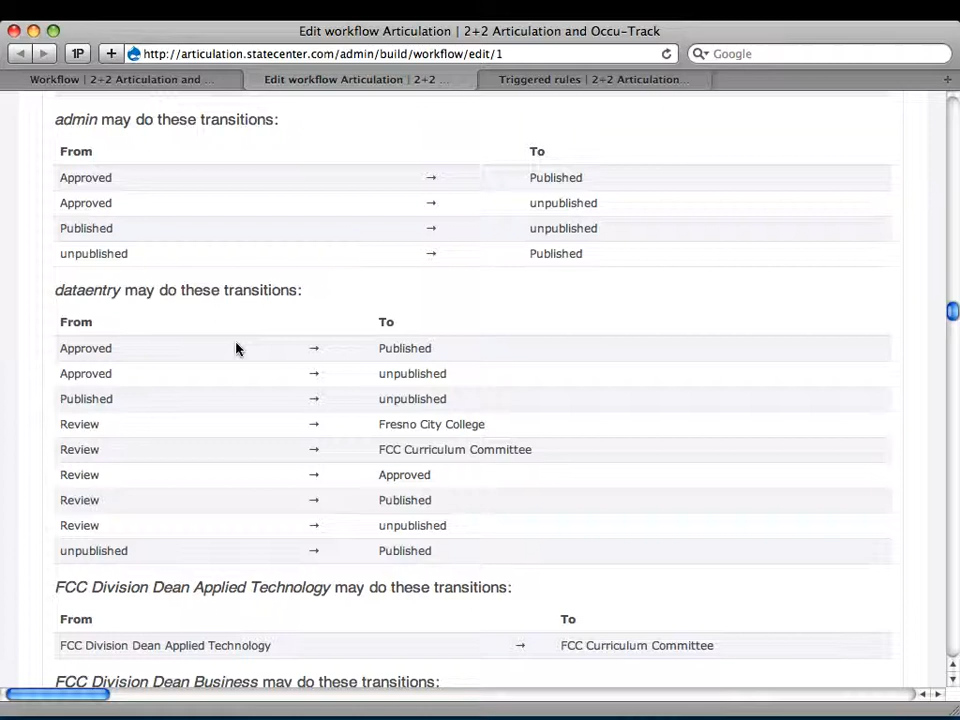 Edit workflow Articulation | 2+2 Articulation and Occu-Track
1P + http://articulation.statecenter.com/admin/build/workflow/edit/1 Google
Workflow | 2+2 Articulation and ... Edit workflow Articulation | 2+2 ... Triggered rules | 2+2 Articulation... +
admin may do these transitions:
From To
Approved → Published
Approved → unpublished
Published → unpublished
unpublished → Published
dataentry may do these transitions:
From To
Approved → Published
Approved → unpublished
Published → unpublished
Review → Fresno City College
Review → FCC Curriculum Committee
Review → Approved
Review → Published
Review → unpublished
unpublished → Published
FCC Division Dean Applied Technology may do these transitions:
From To
FCC Division Dean Applied Technology → FCC Curriculum Committee
FCC Division Dean Business may do these transitions: